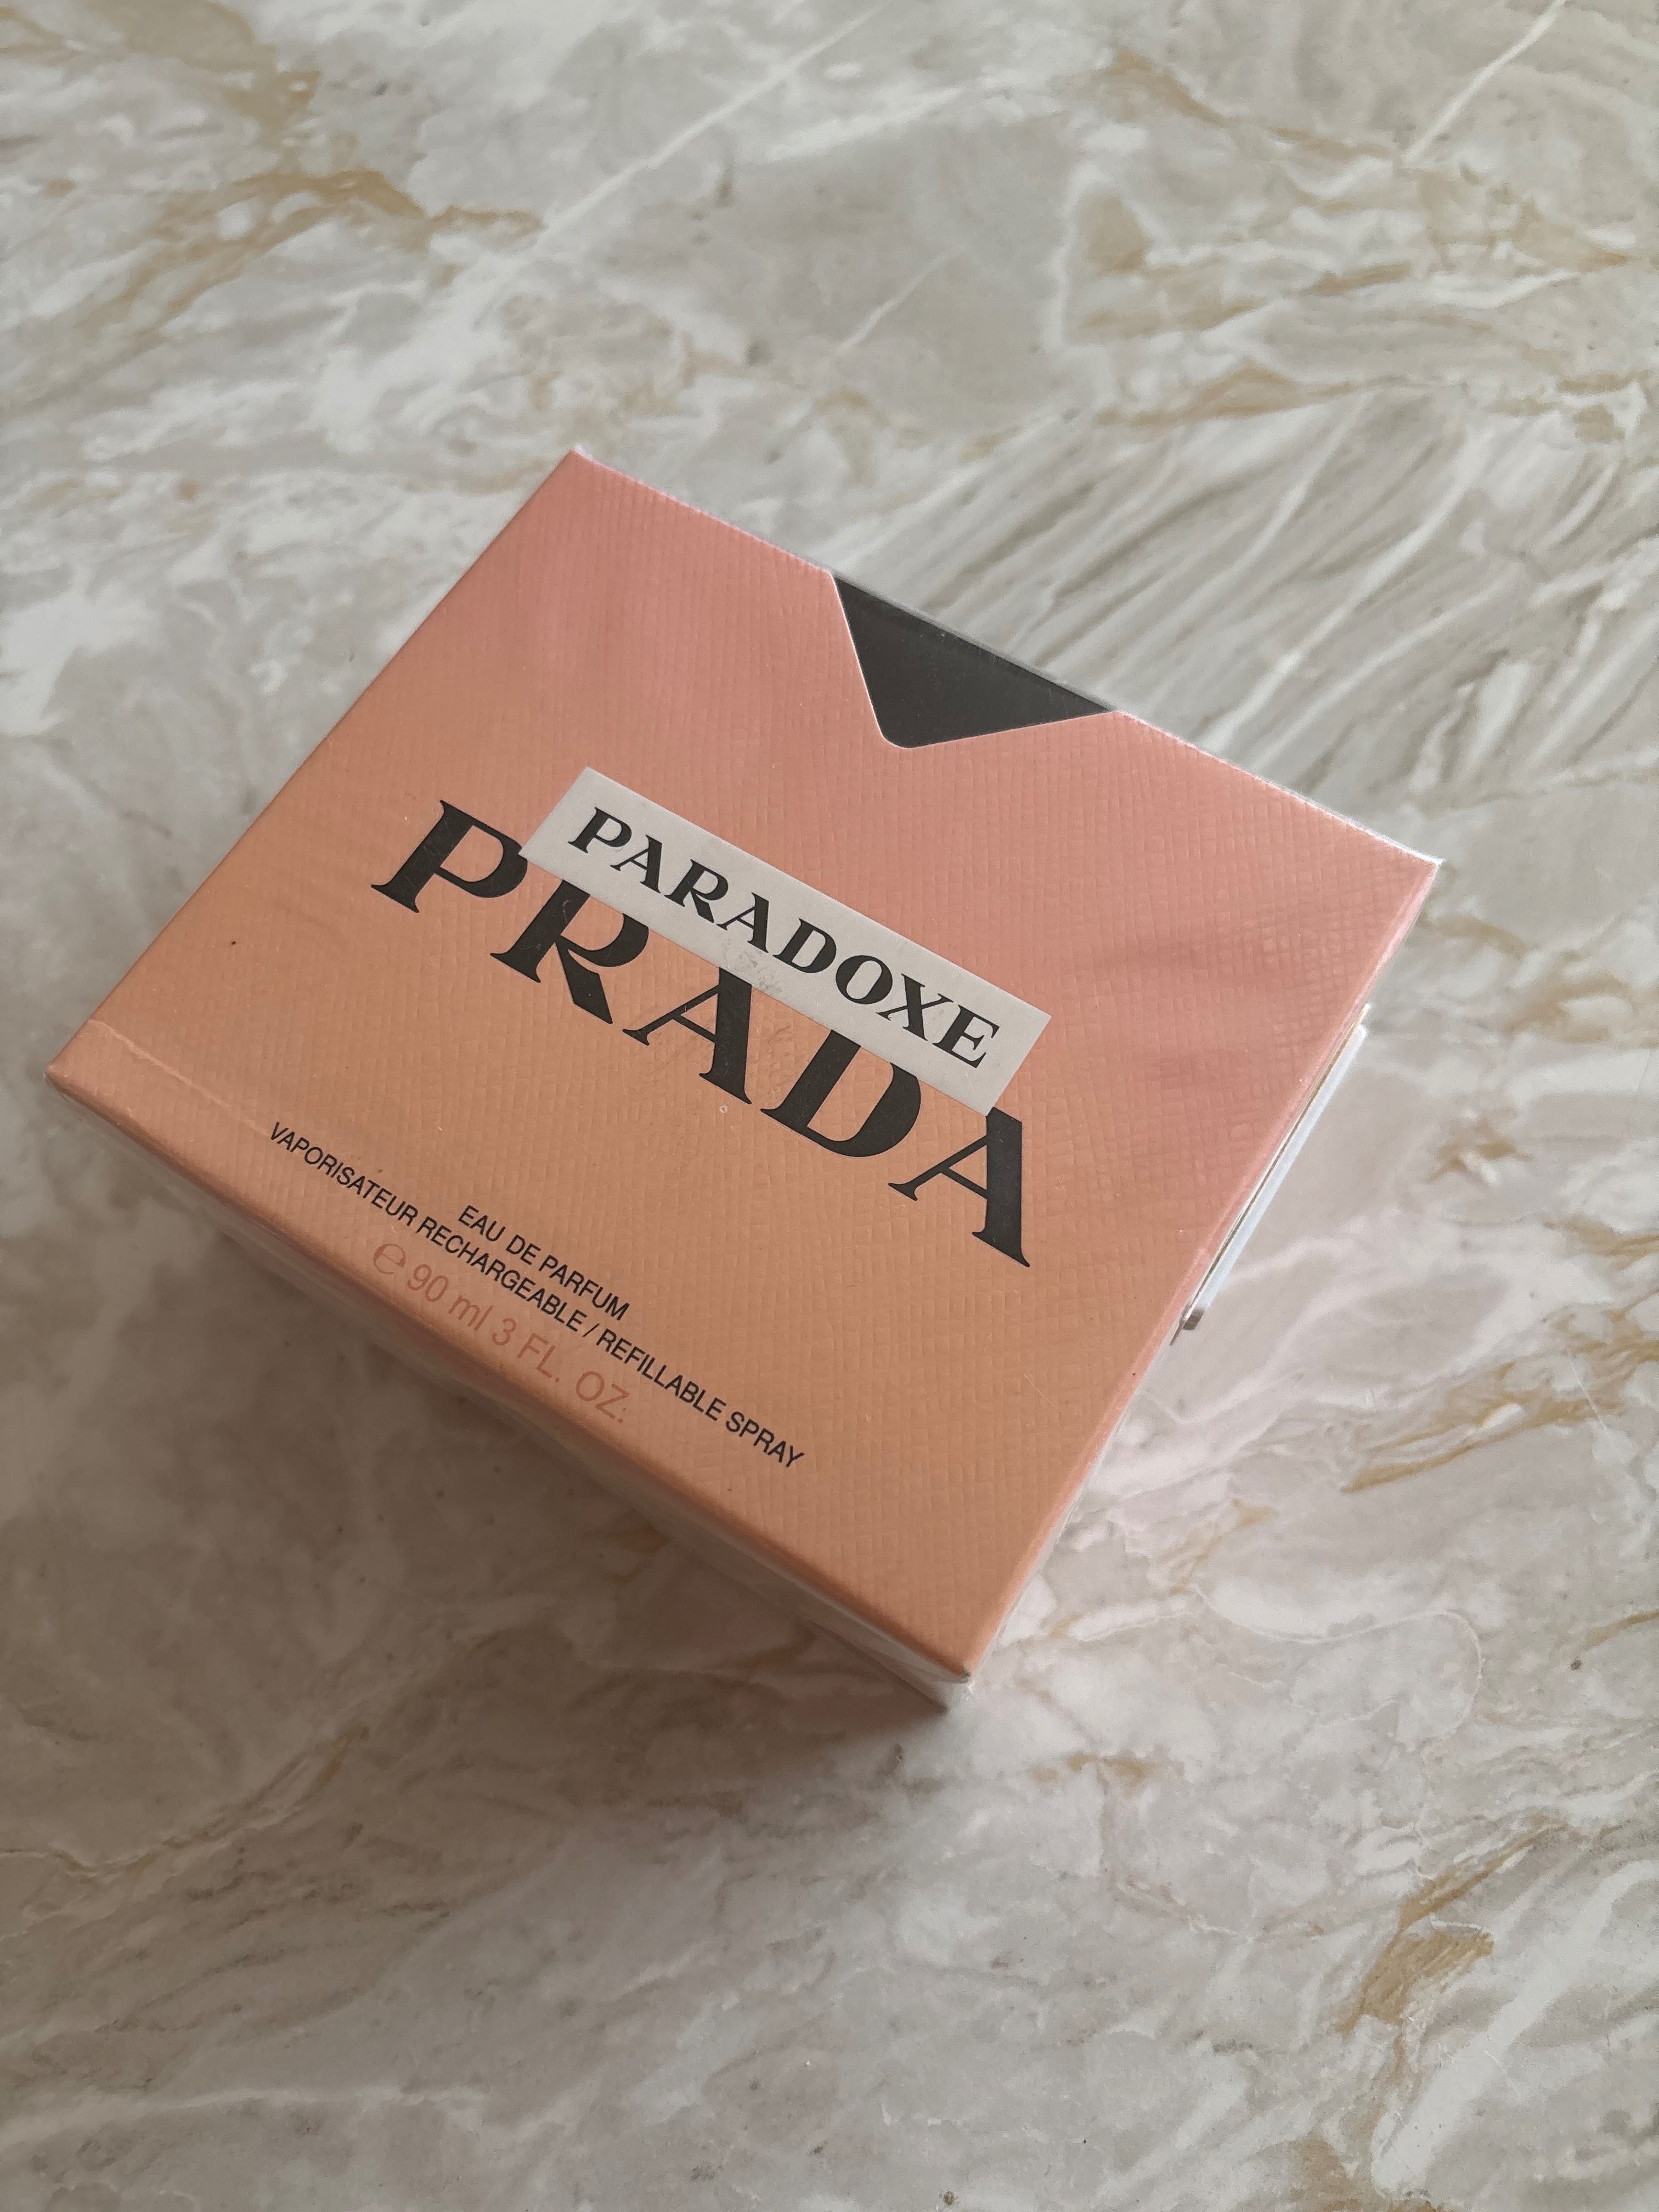 PARADOXE
PRADA
EAU DE PARFUM
VAPORISATEUR RECHARGEABLE / REFILLABLE SPRAY
℮ 90 ml 3 FL. OZ.